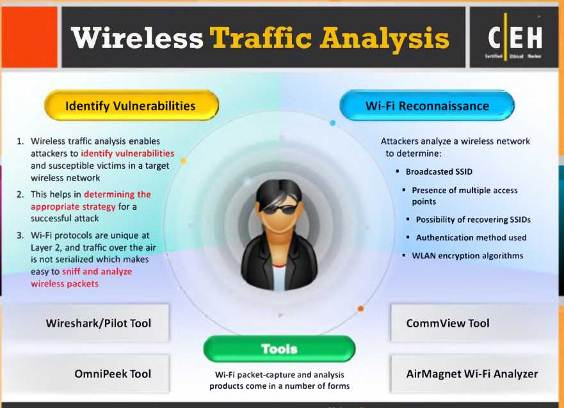 Wireless Traffic Analysis
CEH
Certified Ethical Hacker
Identify Vulnerabilities
1. Wireless traffic analysis enables
attackers to identify vulnerabilities
and susceptible victims in a target
wireless network
2. This helps in determining the
appropriate strategy for a
successful attack
3. Wi-Fi protocols are unique at
Layer 2, and traffic over the air
is not serialized which makes
easy to sniff and analyze
wireless packets
Wi-Fi Reconnaissance
Attackers analyze a wireless network
to determine:
• Broadcasted SSID
• Presence of multiple access
points
• Possibility of recovering SSIDs
• Authentication method used
• WLAN encryption algorithms
Wireshark/Pilot Tool
OmniPeek Tool
Tools
Wi-Fi packet-capture and analysis
products come in a number of forms
CommView Tool
AirMagnet Wi-Fi Analyzer